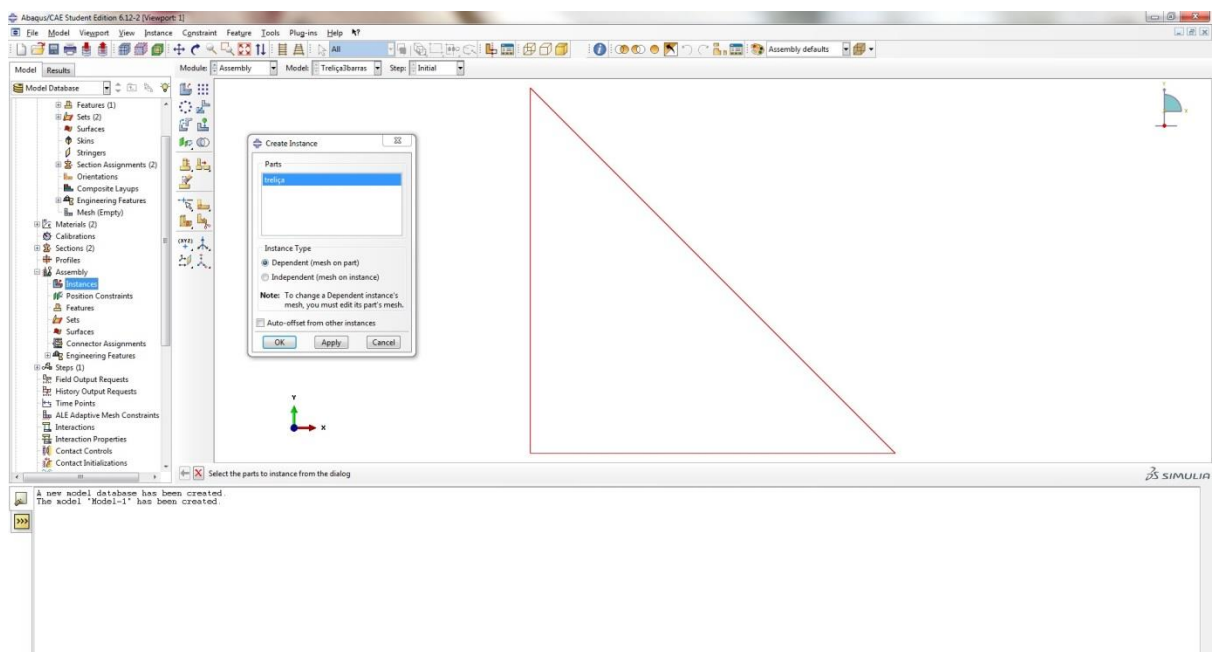 Abaqus/CAE Student Edition 6.12-2 [Viewport: 1]
File Model Viewport View Instance Constraint Feature Tools Plug-ins Help
All
Assembly defaults
Model Results
Module: Assembly Model: Treliça3barras Step: Initial
Model Database
Features (1)
Sets (2)
Surfaces
Skins
Stringers
Section Assignments (2)
Orientations
Composite Layups
Engineering Features
Mesh (Empty)
Materials (2)
Calibrations
Sections (2)
Profiles
Assembly
Instances
Position Constraints
Features
Sets
Surfaces
Connector Assignments
Engineering Features
Steps (1)
Field Output Requests
History Output Requests
Time Points
ALE Adaptive Mesh Constraints
Interactions
Interaction Properties
Contact Controls
Contact Initializations
(XYZ)
Create Instance
Parts
treliça
Instance Type
Dependent (mesh on part)
Independent (mesh on instance)
Note: To change a Dependent instance's
mesh, you must edit its part's mesh.
Auto-offset from other instances
OK Apply Cancel
Y
X
Select the parts to instance from the dialog
SIMULIA
A new model database has been created.
The model "Model-1" has been created.
>>>